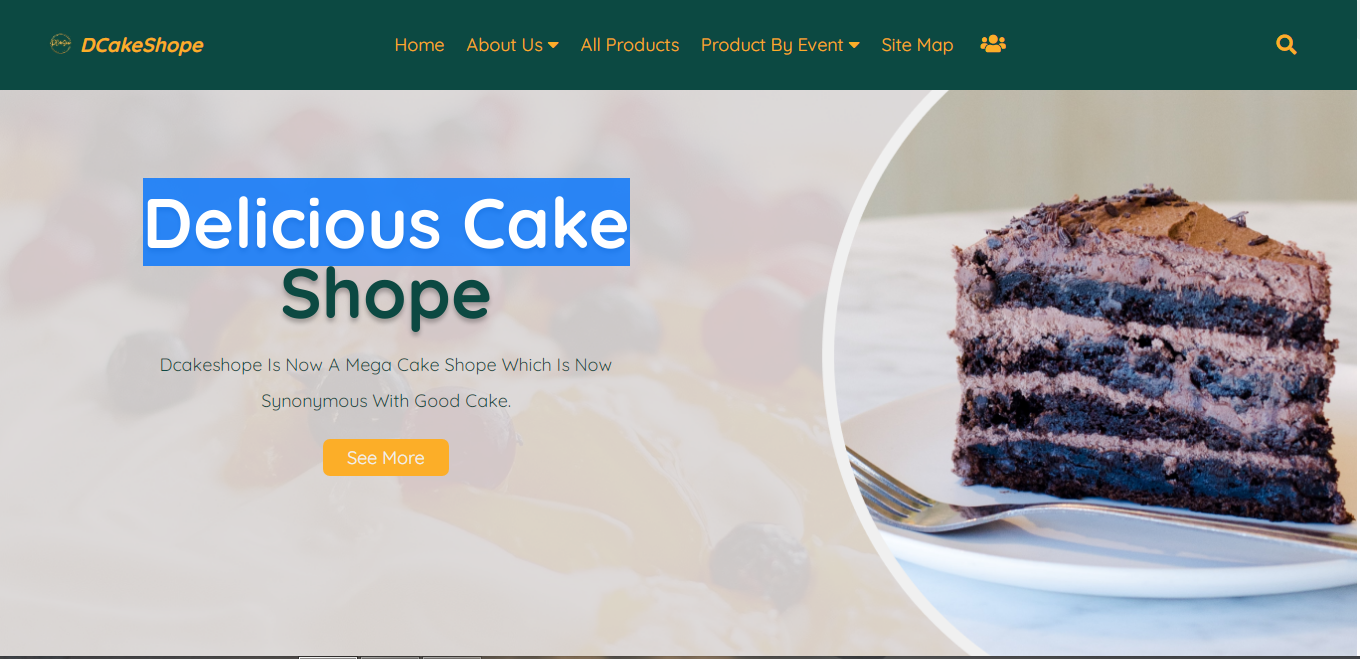 DCakeShope
Home About Us All Products Product By Event Site Map
Delicious Cake
Shope
Dcakeshope Is Now A Mega Cake Shope Which Is Now
Synonymous With Good Cake.
See More